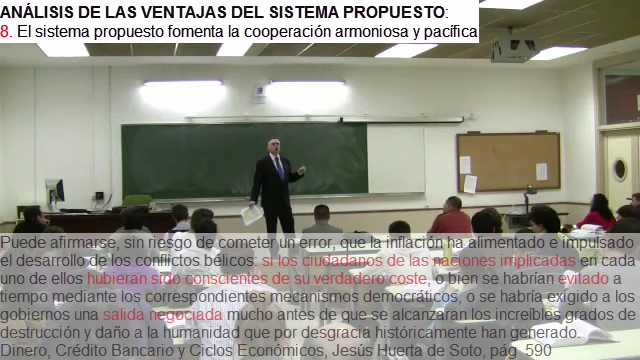 ANÁLISIS DE LAS VENTAJAS DEL SISTEMA PROPUESTO:
8. El sistema propuesto fomenta la cooperación armoniosa y pacífica
Puede afirmarse, sin riesgo de cometer un error, que la inflación ha alimentado e impulsado
el desarrollo de los conflictos bélicos: si los ciudadanos de las naciones implicadas en cada
uno de ellos hubieran sido conscientes de su verdadero coste, o bien se habrían evitado a
tiempo mediante los correspondientes mecanismos democráticos, o se habría exigido a los
gobiernos una salida negociada mucho antes de que se alcanzaran los increíbles grados de
destrucción y daño a la humanidad que por desgracia históricamente han generado.
Dinero, Crédito Bancario y Ciclos Económicos, Jesús Huerta de Soto, pág. 590